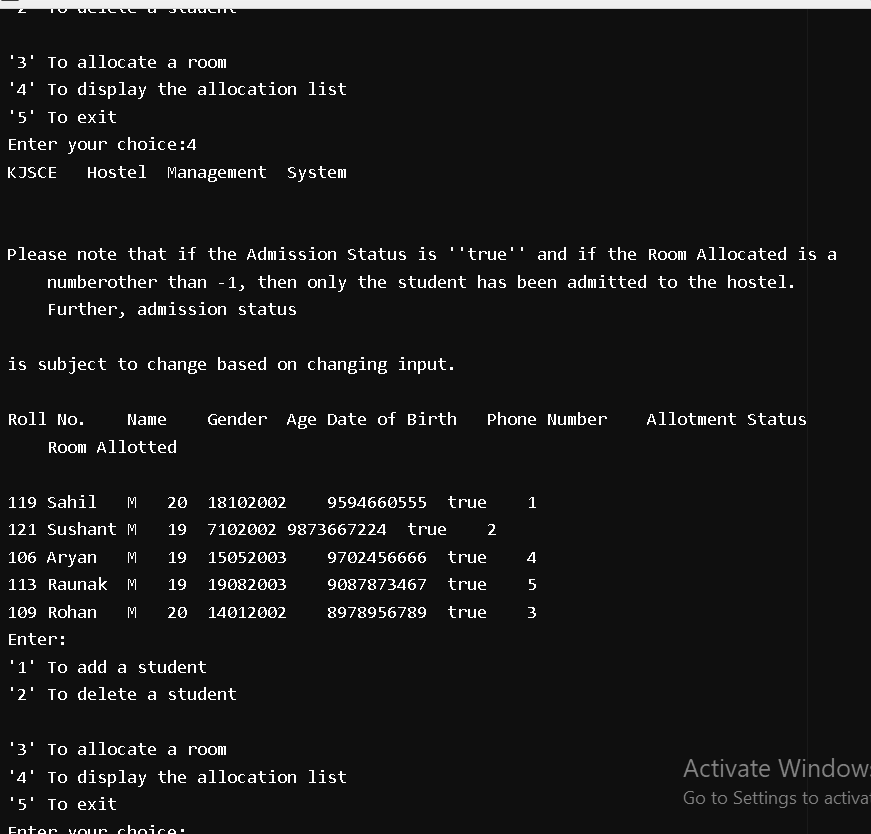 '2' To delete a student
'3' To allocate a room
'4' To display the allocation list
'5' To exit
Enter your choice:4
KJSCE   Hostel  Management  System
Please note that if the Admission Status is ''true'' and if the Room Allocated is a
    numberother than -1, then only the student has been admitted to the hostel.
    Further, admission status
is subject to change based on changing input.
Roll No.    Name    Gender  Age Date of Birth   Phone Number    Allotment Status
    Room Allotted
119 Sahil   M   20  18102002    9594660555  true    1
121 Sushant M   19  7102002 9873667224  true    2
106 Aryan   M   19  15052003    9702456666  true    4
113 Raunak  M   19  19082003    9087873467  true    5
109 Rohan   M   20  14012002    8978956789  true    3
Enter:
'1' To add a student
'2' To delete a student
'3' To allocate a room
'4' To display the allocation list
'5' To exit
Enter your choice:
Activate Windows
Go to Settings to activa